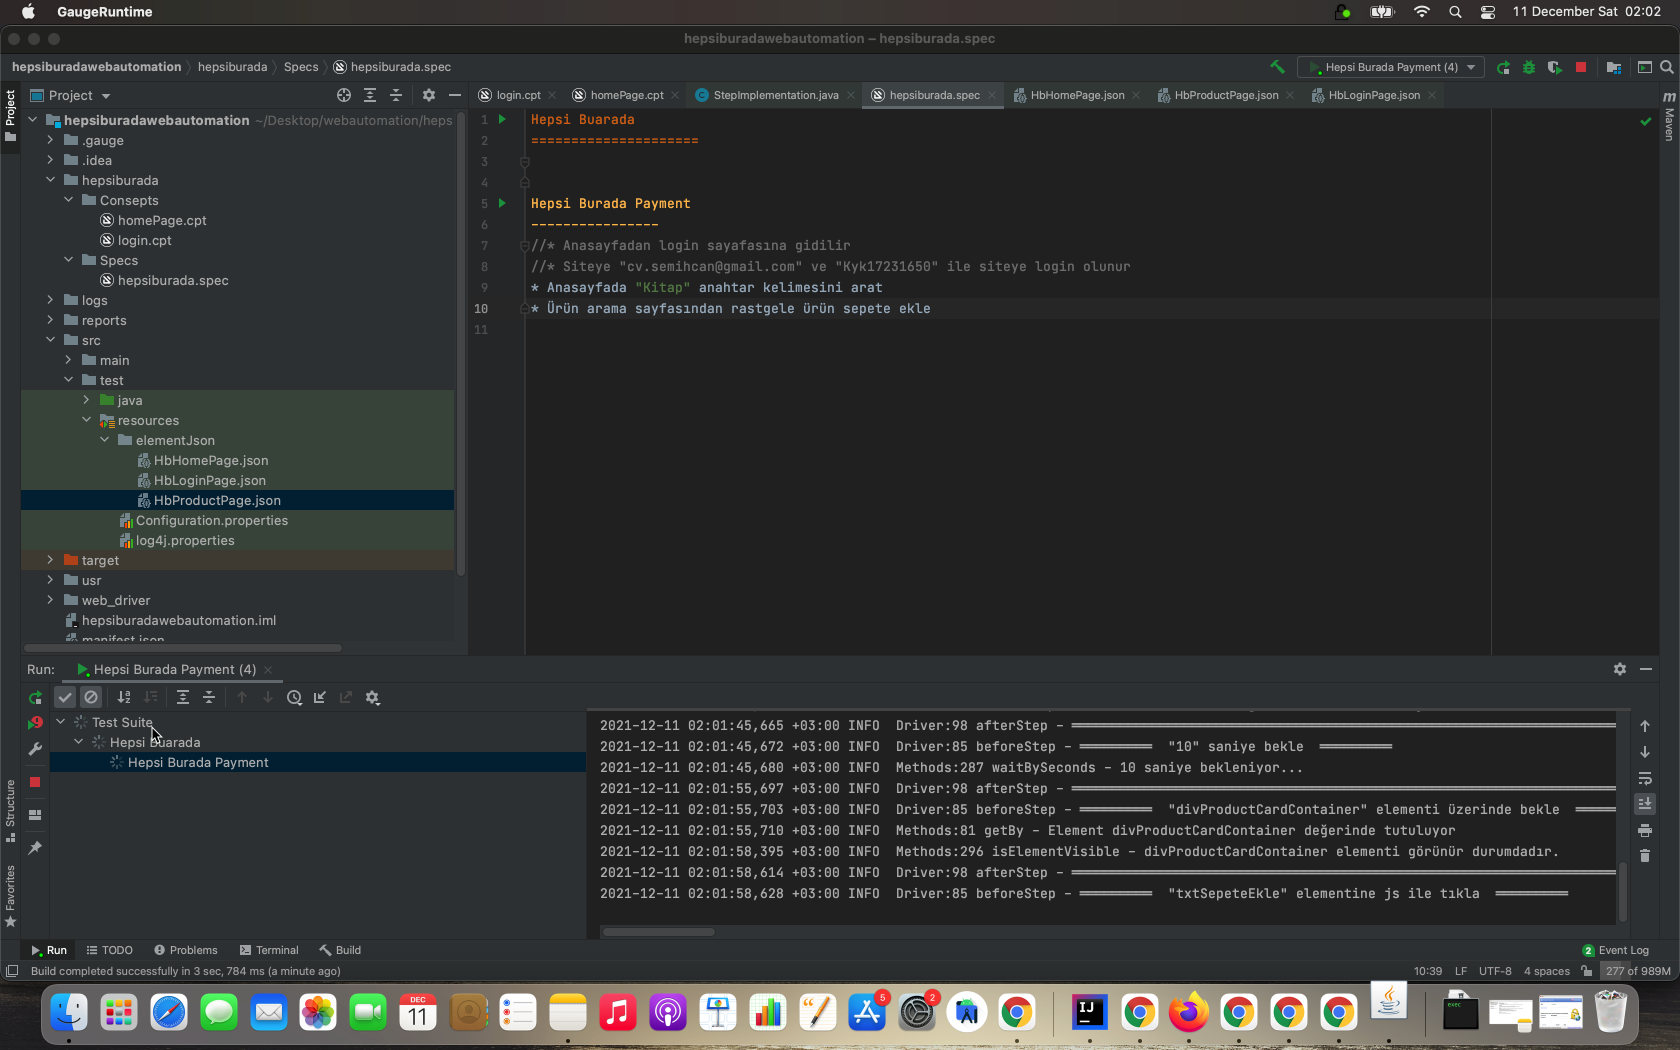 GaugeRuntime
11 December Sat 02:02
hepsiburadawebautomation – hepsiburada.spec
hepsiburadawebautomation hepsiburada Specs hepsiburada.spec
Hepsi Burada Payment (4)
Project
login.cpt homePage.cpt StepImplementation.java hepsiburada.spec HbHomePage.json HbProductPage.json HbLoginPage.json
Project
Maven
hepsiburadawebautomation ~/Desktop/webautomation/heps
.gauge
.idea
hepsiburada
Consepts
homePage.cpt
login.cpt
Specs
hepsiburada.spec
logs
reports
src
main
test
java
resources
elementJson
HbHomePage.json
HbLoginPage.json
HbProductPage.json
Configuration.properties
log4j.properties
target
usr
web_driver
hepsiburadawebautomation.iml
manifest.json
1 Hepsi Buarada
2 =====================
3
4
5 Hepsi Burada Payment
6 ----------------
7 //* Anasayfadan login sayafasına gidilir
8 //* Siteye "cv.semihcan@gmail.com" ve "Kyk17231650" ile siteye login olunur
9 * Anasayfada "Kitap" anahtar kelimesini arat
10 * Ürün arama sayfasından rastgele ürün sepete ekle
11
Run: Hepsi Burada Payment (4)
Test Suite
Hepsi Buarada
Hepsi Burada Payment
2021-12-11 02:01:45,665 +03:00 INFO Driver:98 afterStep -
2021-12-11 02:01:45,672 +03:00 INFO Driver:85 beforeStep - ═════════ "10" saniye bekle ═════════
2021-12-11 02:01:45,680 +03:00 INFO Methods:287 waitBySeconds - 10 saniye bekleniyor...
2021-12-11 02:01:55,697 +03:00 INFO Driver:98 afterStep -
2021-12-11 02:01:55,703 +03:00 INFO Driver:85 beforeStep - ═════════ "divProductCardContainer" elementi üzerinde bekle ═════
2021-12-11 02:01:55,710 +03:00 INFO Methods:81 getBy - Element divProductCardContainer değerinde tutuluyor
2021-12-11 02:01:58,395 +03:00 INFO Methods:296 isElementVisible - divProductCardContainer elementi görünür durumdadır.
2021-12-11 02:01:58,614 +03:00 INFO Driver:98 afterStep -
2021-12-11 02:01:58,628 +03:00 INFO Driver:85 beforeStep - ═════════ "txtSepeteEkle" elementine js ile tıkla ═════════
Structure
Favorites
Run TODO Problems Terminal Build
2 Event Log
Build completed successfully in 3 sec, 784 ms (a minute ago)
10:39 LF UTF-8 4 spaces 277 of 989M
DEC
11
5
2
IJ
exec